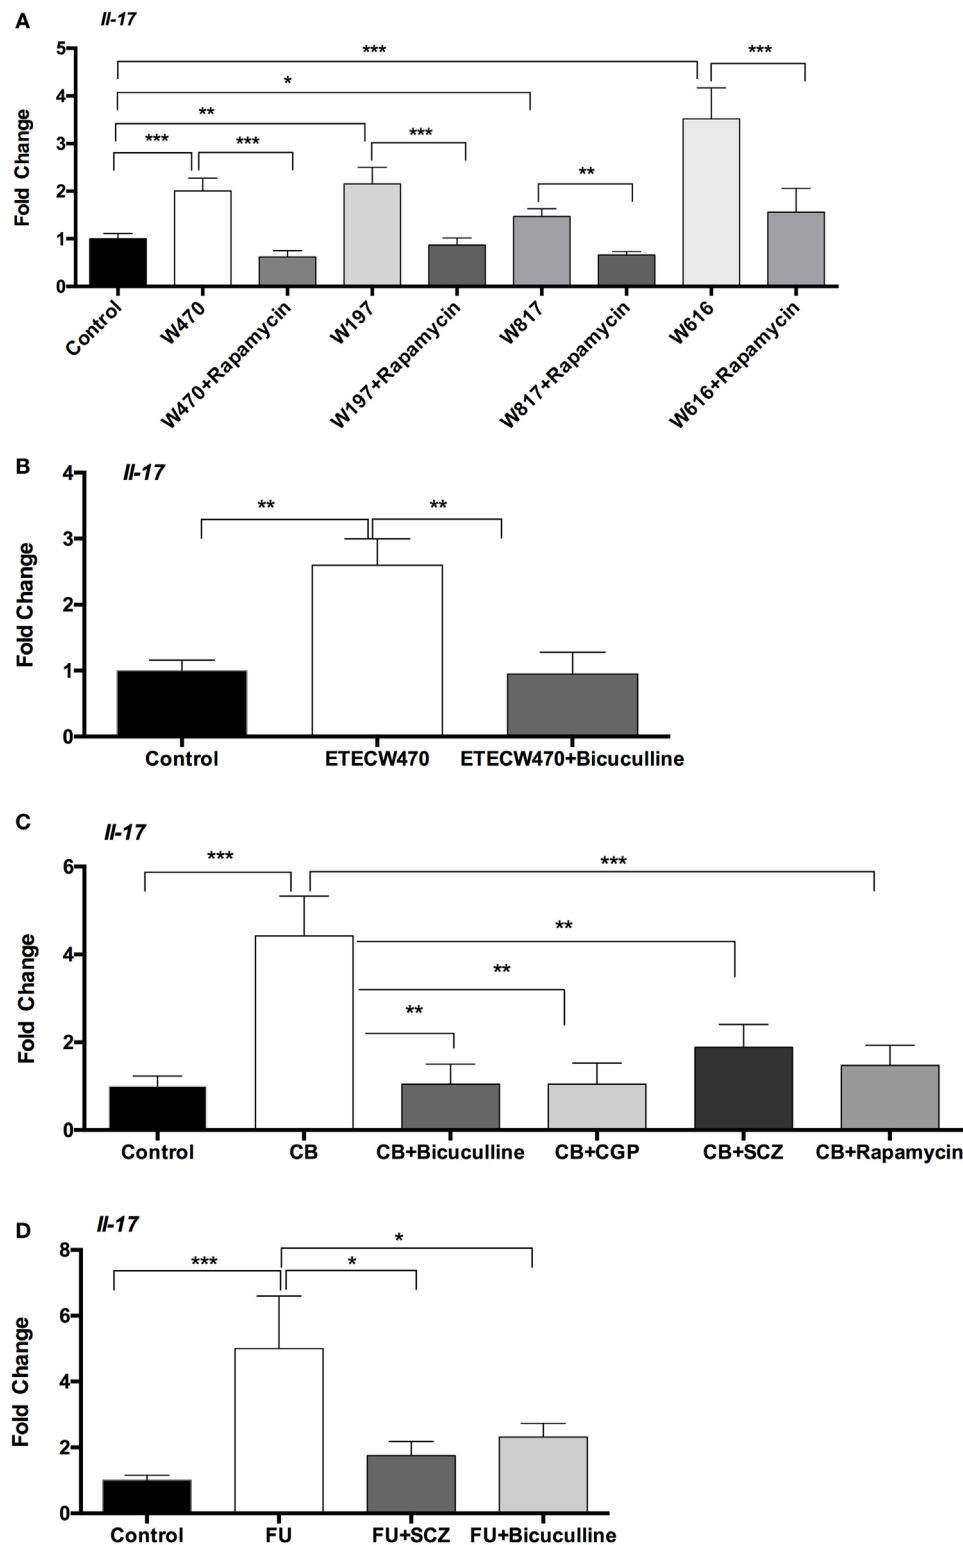 A
Il-17
***
***
*
**
***
***
***
**
5
4
3
2
1
0
Fold Change
Control
W470
W470+Rapamycin
W197
W197+Rapamycin
W817
W817+Rapamycin
W616
W616+Rapamycin
B
Il-17
**
**
4
3
2
1
0
Fold Change
Control
ETECW470
ETECW470+Bicuculline
C
Il-17
***
***
**
**
**
6
4
2
0
Fold Change
Control
CB
CB+Bicuculline
CB+CGP
CB+SCZ
CB+Rapamycin
D
Il-17
*
***
*
8
6
4
2
0
Fold Change
Control
FU
FU+SCZ
FU+Bicuculline